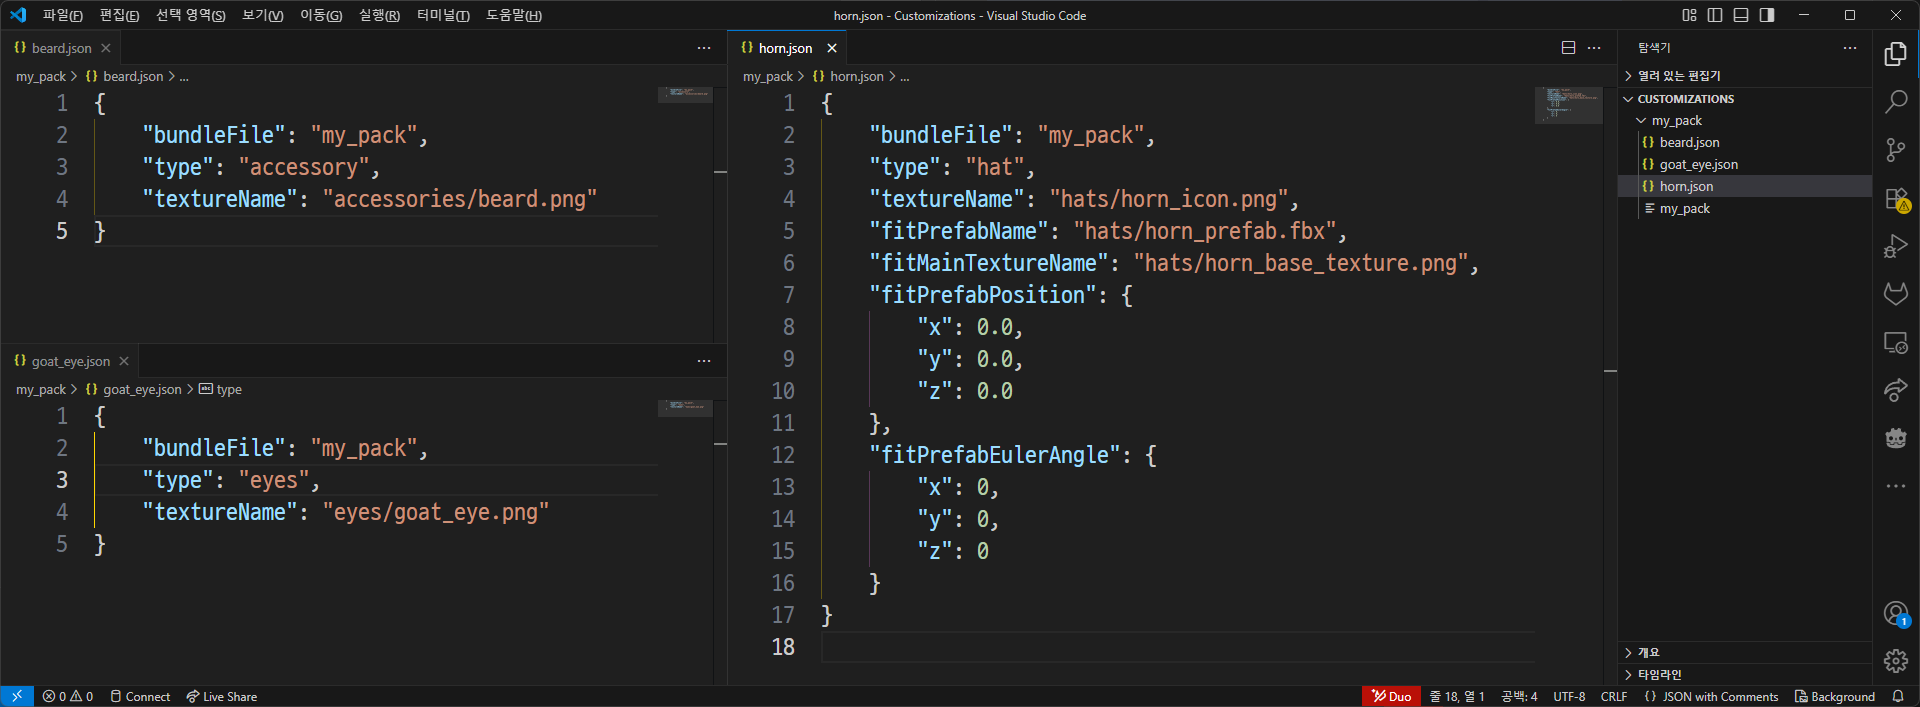 파일(F) 편집(E) 선택 영역(S) 보기(V) 이동(G) 실행(R) 터미널(T) 도움말(H)
horn.json - Customizations - Visual Studio Code
beard.json
my_pack > beard.json > ...
1 {
2 "bundleFile": "my_pack",
3 "type": "accessory",
4 "textureName": "accessories/beard.png"
5 }
goat_eye.json
my_pack > goat_eye.json > type
1 {
2 "bundleFile": "my_pack",
3 "type": "eyes",
4 "textureName": "eyes/goat_eye.png"
5 }
horn.json
my_pack > horn.json > ...
1 {
2 "bundleFile": "my_pack",
3 "type": "hat",
4 "textureName": "hats/horn_icon.png",
5 "fitPrefabName": "hats/horn_prefab.fbx",
6 "fitMainTextureName": "hats/horn_base_texture.png",
7 "fitPrefabPosition": {
8 "x": 0.0,
9 "y": 0.0,
10 "z": 0.0
11 },
12 "fitPrefabEulerAngle": {
13 "x": 0,
14 "y": 0,
15 "z": 0
16 }
17 }
18
탐색기
열려 있는 편집기
CUSTOMIZATIONS
my_pack
beard.json
goat_eye.json
horn.json
my_pack
개요
타임라인
1
0 0 Connect Live Share
Duo 줄 18, 열 1 공백: 4 UTF-8 CRLF {} JSON with Comments Background